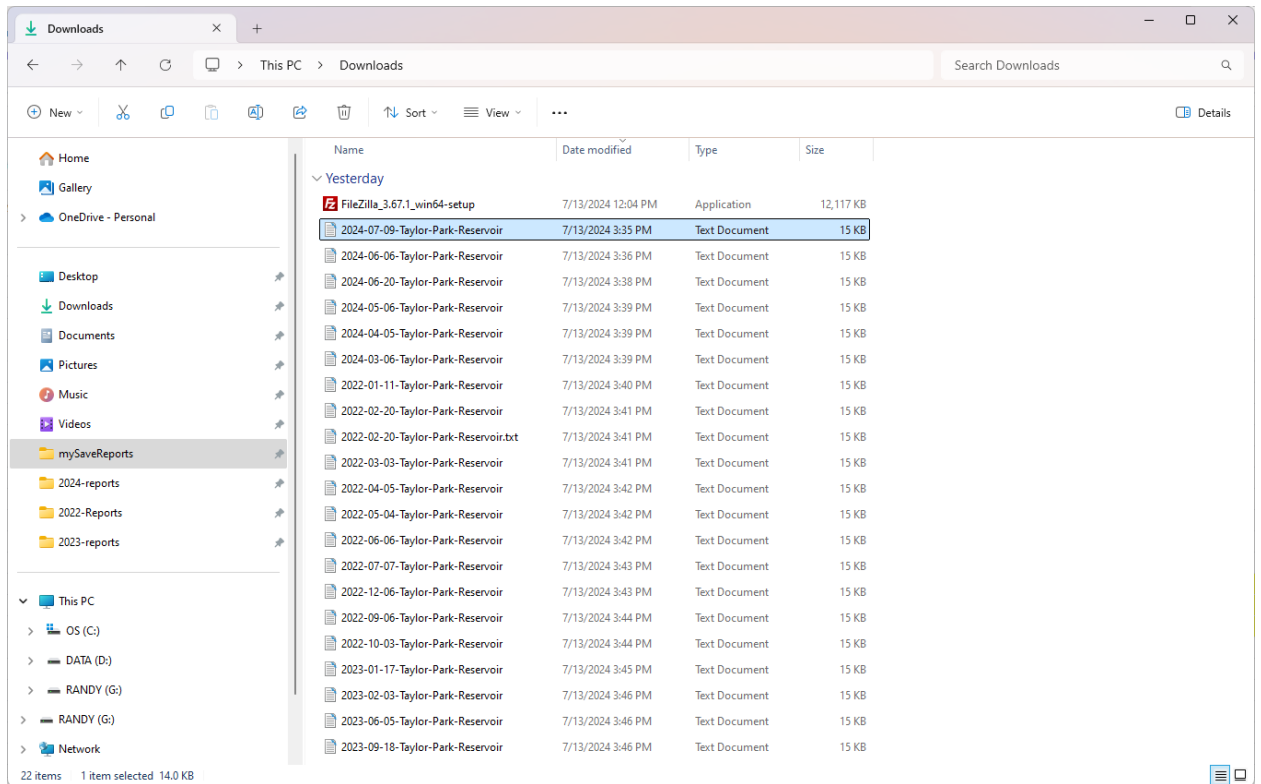 Downloads
This PC > Downloads
Search Downloads
New Sort View ... Details
Home
Gallery
OneDrive - Personal
Desktop
Downloads
Documents
Pictures
Music
Videos
mySaveReports
2024-reports
2022-Reports
2023-reports
This PC
OS (C:)
DATA (D:)
RANDY (G:)
RANDY (G:)
Network
Name Date modified Type Size
Yesterday
FileZilla_3.67.1_win64-setup 7/13/2024 12:04 PM Application 12,117 KB
2024-07-09-Taylor-Park-Reservoir 7/13/2024 3:35 PM Text Document 15 KB
2024-06-06-Taylor-Park-Reservoir 7/13/2024 3:36 PM Text Document 15 KB
2024-06-20-Taylor-Park-Reservoir 7/13/2024 3:38 PM Text Document 15 KB
2024-05-06-Taylor-Park-Reservoir 7/13/2024 3:39 PM Text Document 15 KB
2024-04-05-Taylor-Park-Reservoir 7/13/2024 3:39 PM Text Document 15 KB
2024-03-06-Taylor-Park-Reservoir 7/13/2024 3:39 PM Text Document 15 KB
2022-01-11-Taylor-Park-Reservoir 7/13/2024 3:40 PM Text Document 15 KB
2022-02-20-Taylor-Park-Reservoir 7/13/2024 3:41 PM Text Document 15 KB
2022-02-20-Taylor-Park-Reservoir.txt 7/13/2024 3:41 PM Text Document 15 KB
2022-03-03-Taylor-Park-Reservoir 7/13/2024 3:41 PM Text Document 15 KB
2022-04-05-Taylor-Park-Reservoir 7/13/2024 3:42 PM Text Document 15 KB
2022-05-04-Taylor-Park-Reservoir 7/13/2024 3:42 PM Text Document 15 KB
2022-06-06-Taylor-Park-Reservoir 7/13/2024 3:42 PM Text Document 15 KB
2022-07-07-Taylor-Park-Reservoir 7/13/2024 3:43 PM Text Document 15 KB
2022-12-06-Taylor-Park-Reservoir 7/13/2024 3:43 PM Text Document 15 KB
2022-09-06-Taylor-Park-Reservoir 7/13/2024 3:44 PM Text Document 15 KB
2022-10-03-Taylor-Park-Reservoir 7/13/2024 3:44 PM Text Document 15 KB
2023-01-17-Taylor-Park-Reservoir 7/13/2024 3:45 PM Text Document 15 KB
2023-02-03-Taylor-Park-Reservoir 7/13/2024 3:46 PM Text Document 15 KB
2023-06-05-Taylor-Park-Reservoir 7/13/2024 3:46 PM Text Document 15 KB
2023-09-18-Taylor-Park-Reservoir 7/13/2024 3:46 PM Text Document 15 KB
22 items 1 item selected 14.0 KB